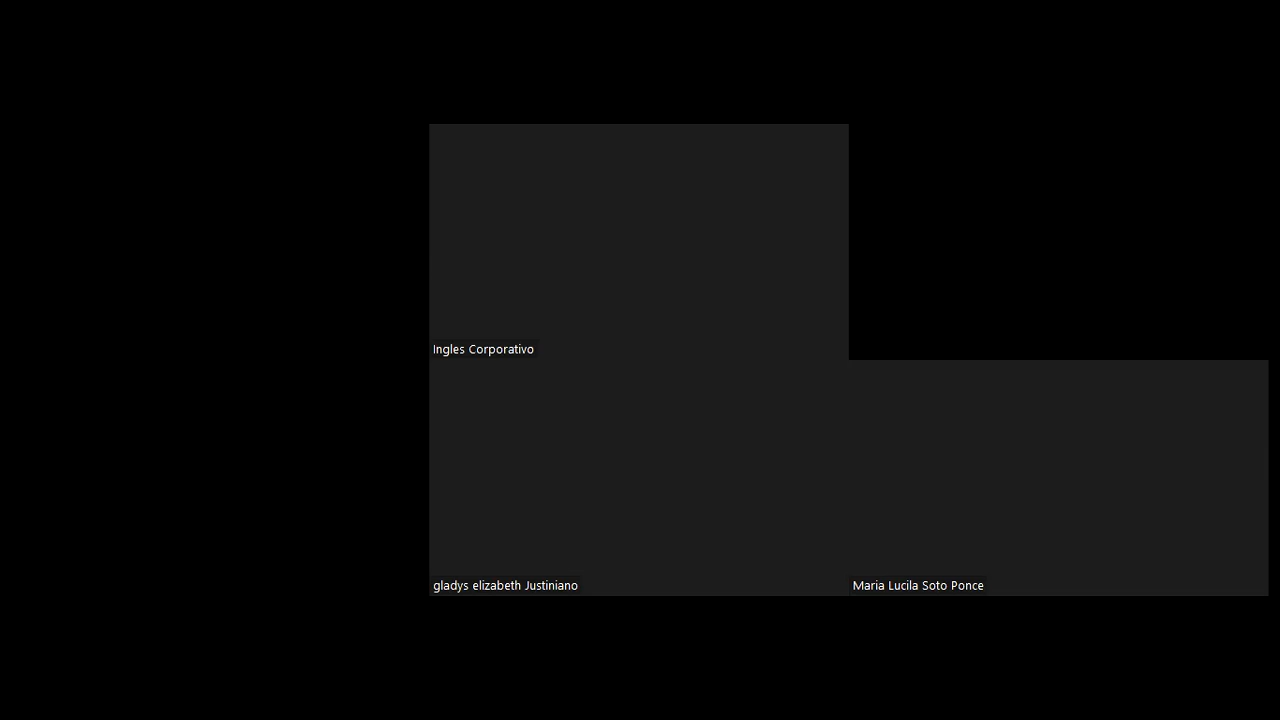 Ingles Corporativo
gladys elizabeth Justiniano
Maria Lucila Soto Ponce